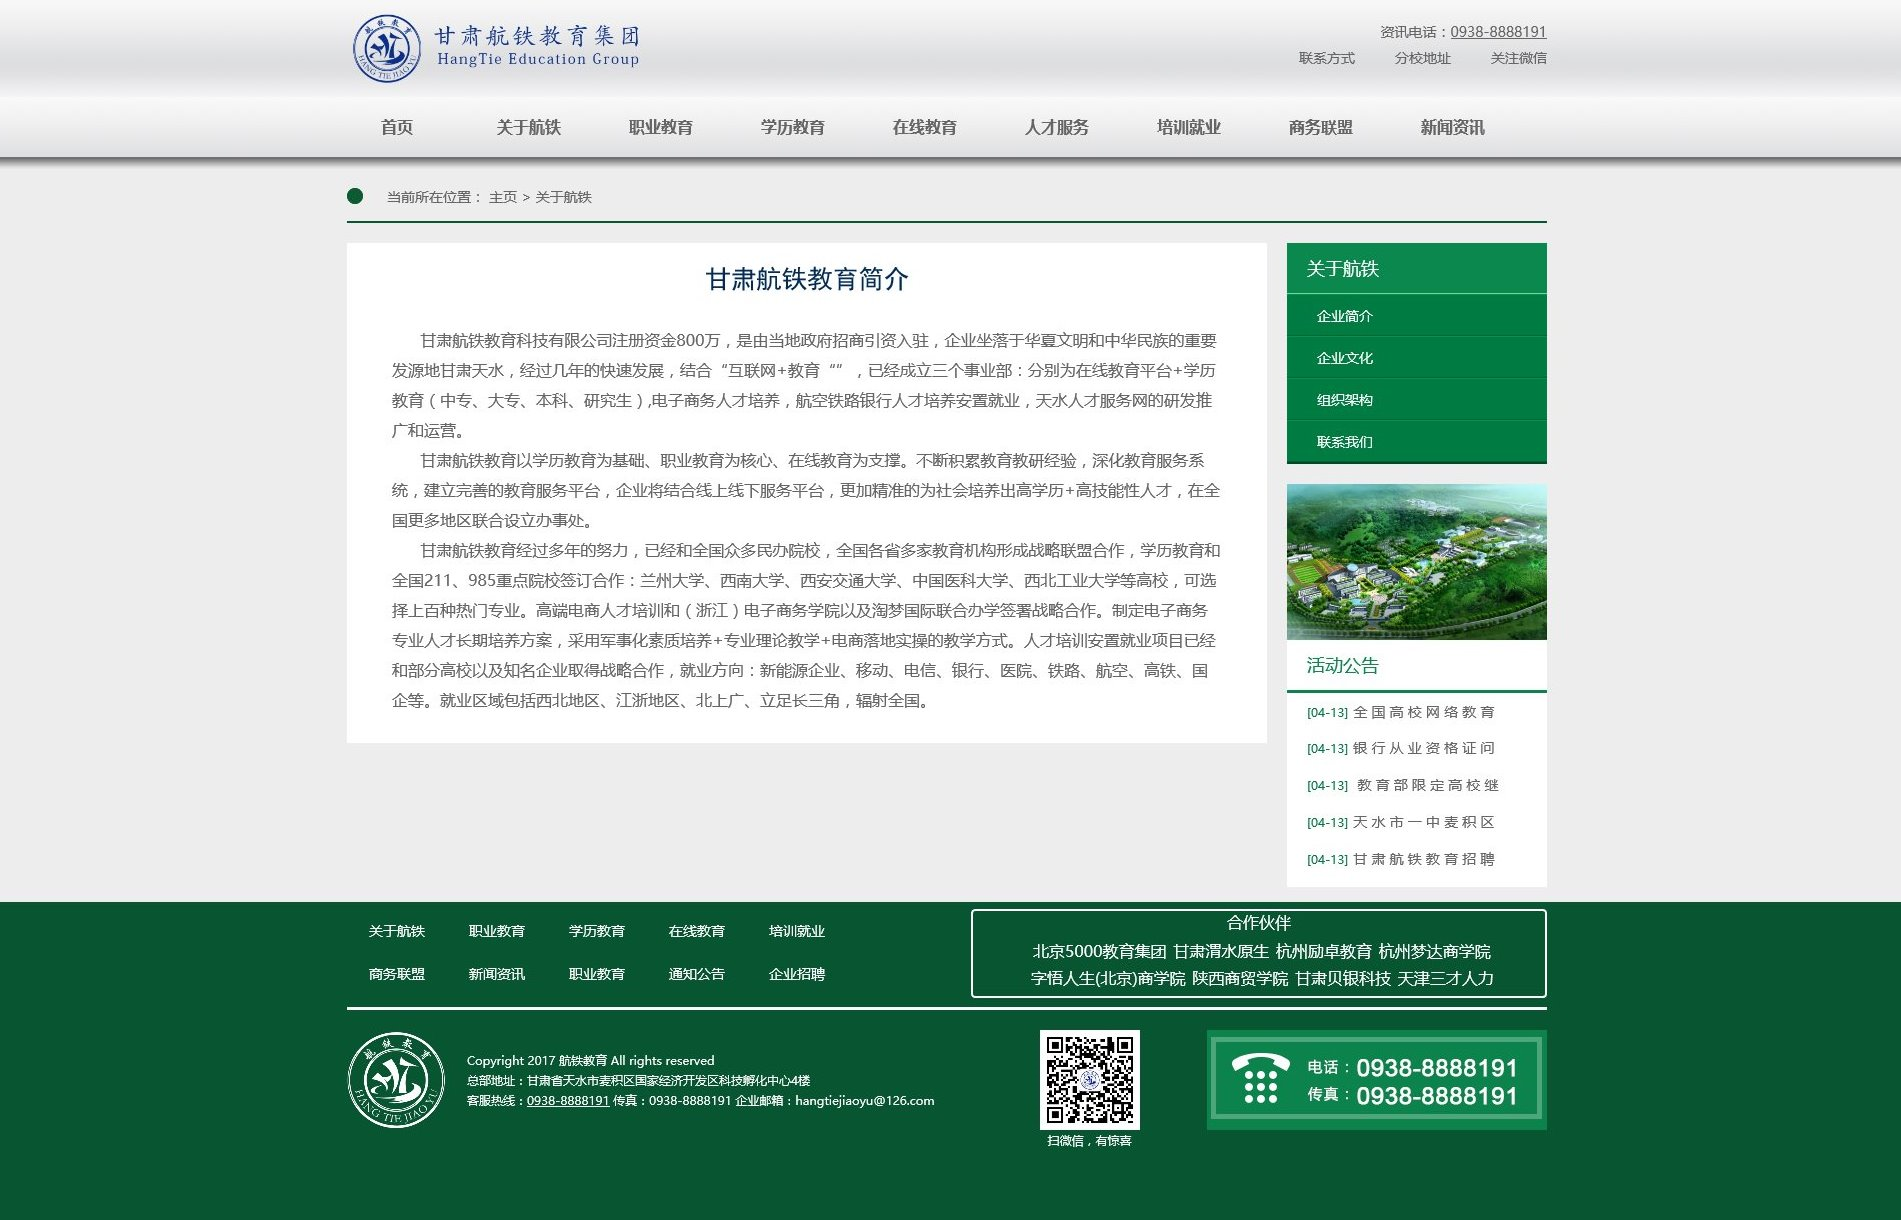 甘肃航铁教育集团
HangTie Education Group
航铁教育
HANG TIE JIAO YU
资讯电话：0938-8888191
联系方式 分校地址 关注微信
首页 关于航铁 职业教育 学历教育 在线教育 人才服务 培训就业 商务联盟 新闻资讯
当前所在位置： 主页 > 关于航铁
甘肃航铁教育简介
甘肃航铁教育科技有限公司注册资金800万，是由当地政府招商引资入驻，企业坐落于华夏文明和中华民族的重要
发源地甘肃天水，经过几年的快速发展，结合“互联网+教育“”，已经成立三个事业部：分别为在线教育平台+学历
教育（中专、大专、本科、研究生）,电子商务人才培养，航空铁路银行人才培养安置就业，天水人才服务网的研发推
广和运营。
甘肃航铁教育以学历教育为基础、职业教育为核心、在线教育为支撑。不断积累教育教研经验，深化教育服务系
统，建立完善的教育服务平台，企业将结合线上线下服务平台，更加精准的为社会培养出高学历+高技能性人才，在全
国更多地区联合设立办事处。
甘肃航铁教育经过多年的努力，已经和全国众多民办院校，全国各省多家教育机构形成战略联盟合作，学历教育和
全国211、985重点院校签订合作：兰州大学、西南大学、西安交通大学、中国医科大学、西北工业大学等高校，可选
择上百种热门专业。高端电商人才培训和（浙江）电子商务学院以及淘梦国际联合办学签署战略合作。制定电子商务
专业人才长期培养方案，采用军事化素质培养+专业理论教学+电商落地实操的教学方式。人才培训安置就业项目已经
和部分高校以及知名企业取得战略合作，就业方向：新能源企业、移动、电信、银行、医院、铁路、航空、高铁、国
企等。就业区域包括西北地区、江浙地区、北上广、立足长三角，辐射全国。
关于航铁
企业简介
企业文化
组织架构
联系我们
活动公告
[04-13] 全国高校网络教育
[04-13] 银行从业资格证问
[04-13] 教育部限定高校继
[04-13] 天水市一中麦积区
[04-13] 甘肃航铁教育招聘
关于航铁 职业教育 学历教育 在线教育 培训就业
商务联盟 新闻资讯 职业教育 通知公告 企业招聘
合作伙伴
北京5000教育集团 甘肃渭水原生 杭州励卓教育 杭州梦达商学院
字悟人生(北京)商学院 陕西商贸学院 甘肃贝银科技 天津三才人力
航铁教育
HANG TIE JIAO YU
Copyright 2017 航铁教育 All rights reserved
总部地址：甘肃省天水市麦积区国家经济开发区科技孵化中心4楼
客服热线：0938-8888191 传真：0938-8888191 企业邮箱：hangtiejiaoyu@126.com
扫微信，有惊喜
电话：0938-8888191
传真：0938-8888191